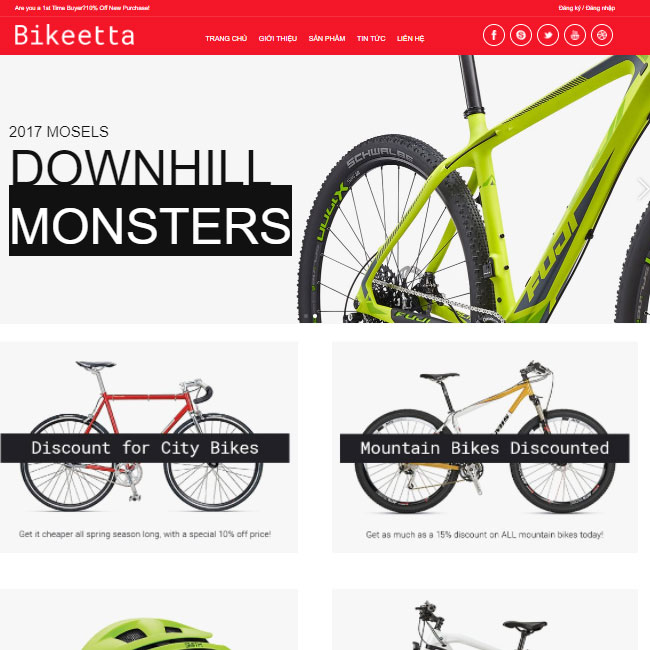 Are you a 1st Time Buyer?10% Off New Purchase!
Đăng ký / Đăng nhập
Bikeetta
TRANG CHỦ GIỚI THIỆU SẢN PHẨM TIN TỨC LIÊN HỆ
2017 MOSELS
DOWNHILL
MONSTERS
SCHWALBE
FUJI
FUJI
Discount for City Bikes
Get it cheaper all spring season long, with a special 10% off price!
Mountain Bikes Discounted
Get as much as a 15% discount on ALL mountain bikes today!
SMITH